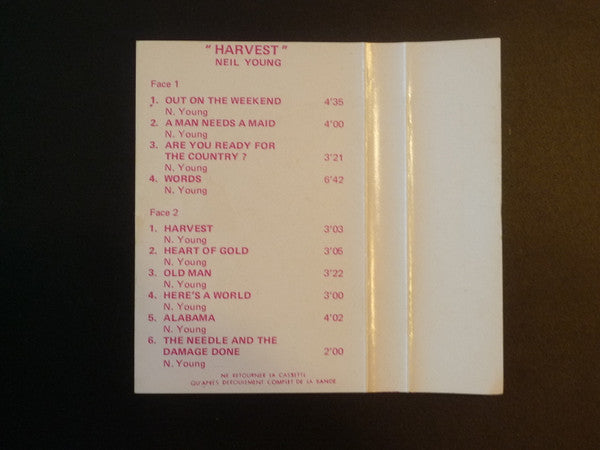 "HARVEST"
NEIL YOUNG
Face 1
1. OUT ON THE WEEKEND 4'35
N. Young
2. A MAN NEEDS A MAID 4'00
N. Young
3. ARE YOU READY FOR
THE COUNTRY ? 3'21
N. Young
4. WORDS 6'42
N. Young
Face 2
1. HARVEST 3'03
N. Young
2. HEART OF GOLD 3'05
N. Young
3. OLD MAN 3'22
N. Young
4. HERE'S A WORLD 3'00
N. Young
5. ALABAMA 4'02
N. Young
6. THE NEEDLE AND THE
DAMAGE DONE 2'00
N. Young
NE RETOURNER LA CASSETTE
QU'APRES DEROULEMENT COMPLET DE LA BANDE